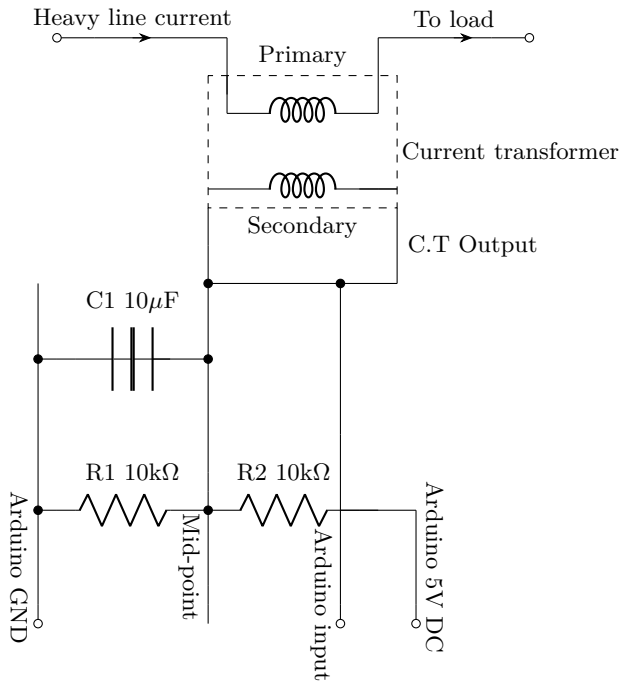 Heavy line current
To load
Primary
Current transformer
Secondary
C.T Output
C1 10μF
R1 10kΩ
R2 10kΩ
Arduino GND
Mid-point
Arduino input
Arduino 5V DC